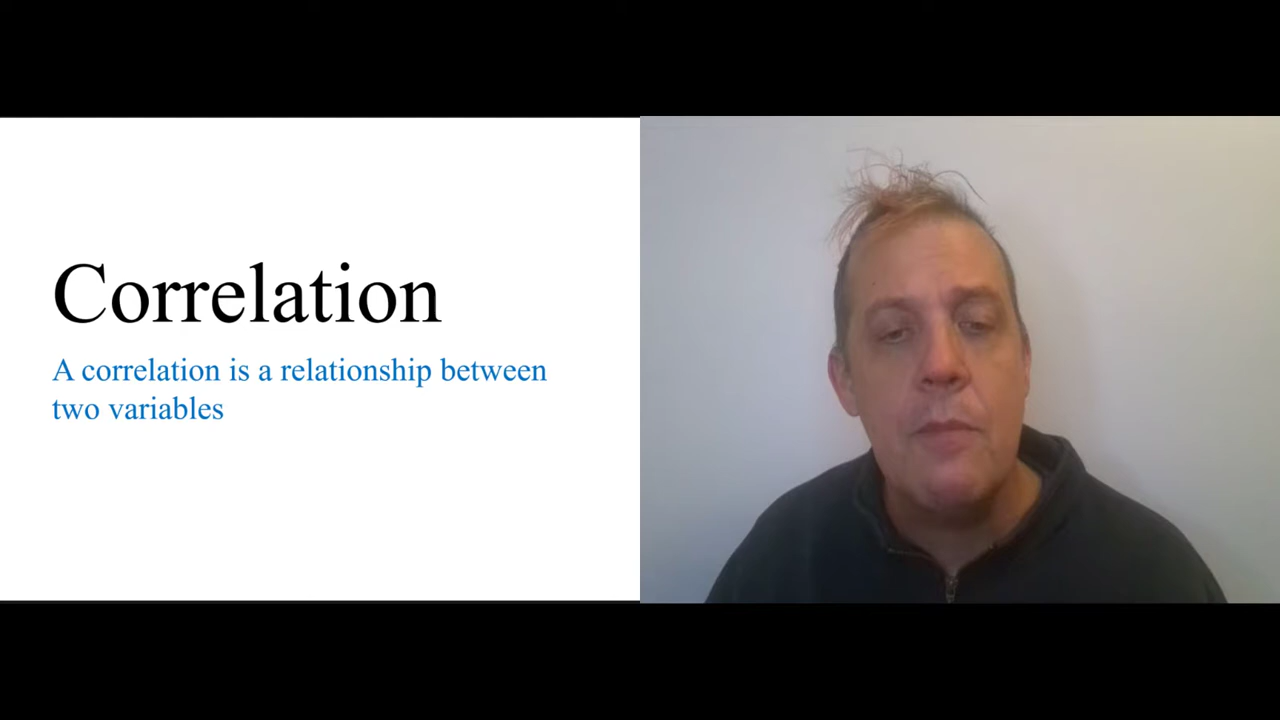 Correlation
A correlation is a relationship between
two variables